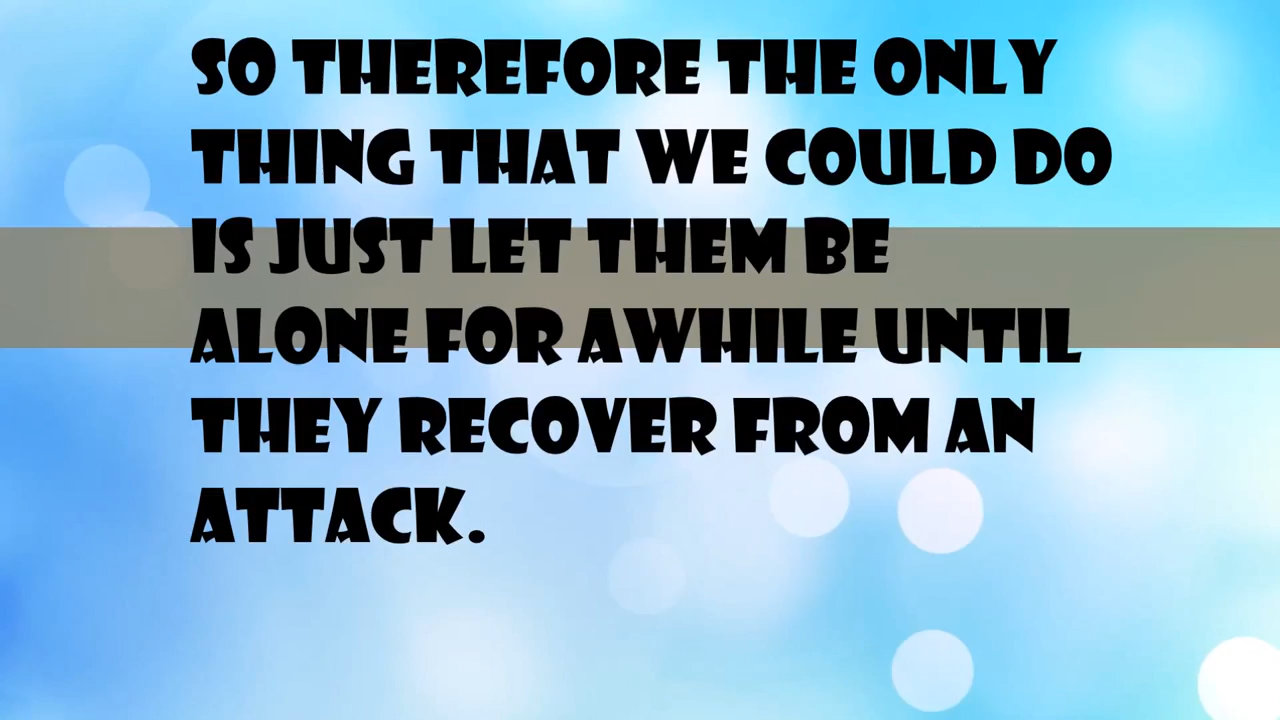 SO THEREFORE THE ONLY
THING THAT WE COULD DO
IS JUST LET THEM BE
ALONE FOR AWHILE UNTIL
THEY RECOVER FROM AN
ATTACK.